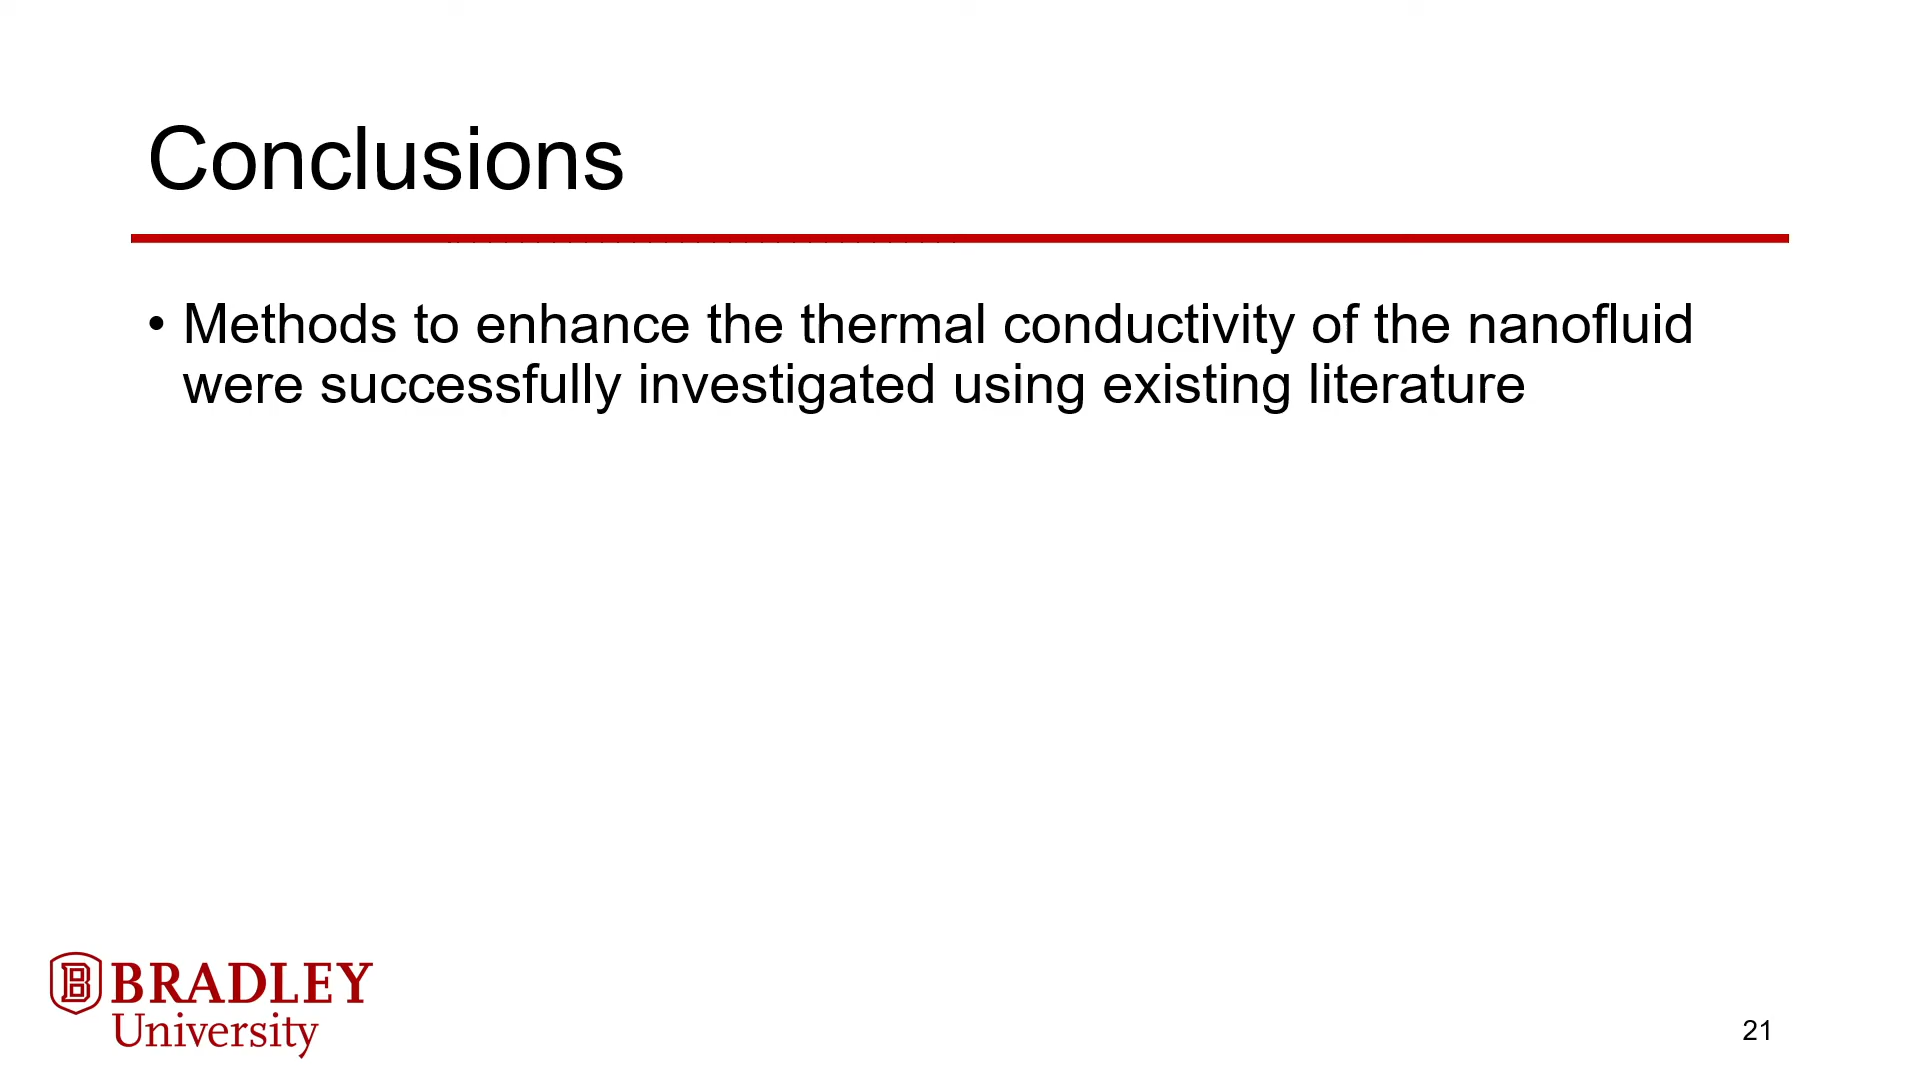 Conclusions
• Methods to enhance the thermal conductivity of the nanofluid
were successfully investigated using existing literature
B BRADLEY
University
21